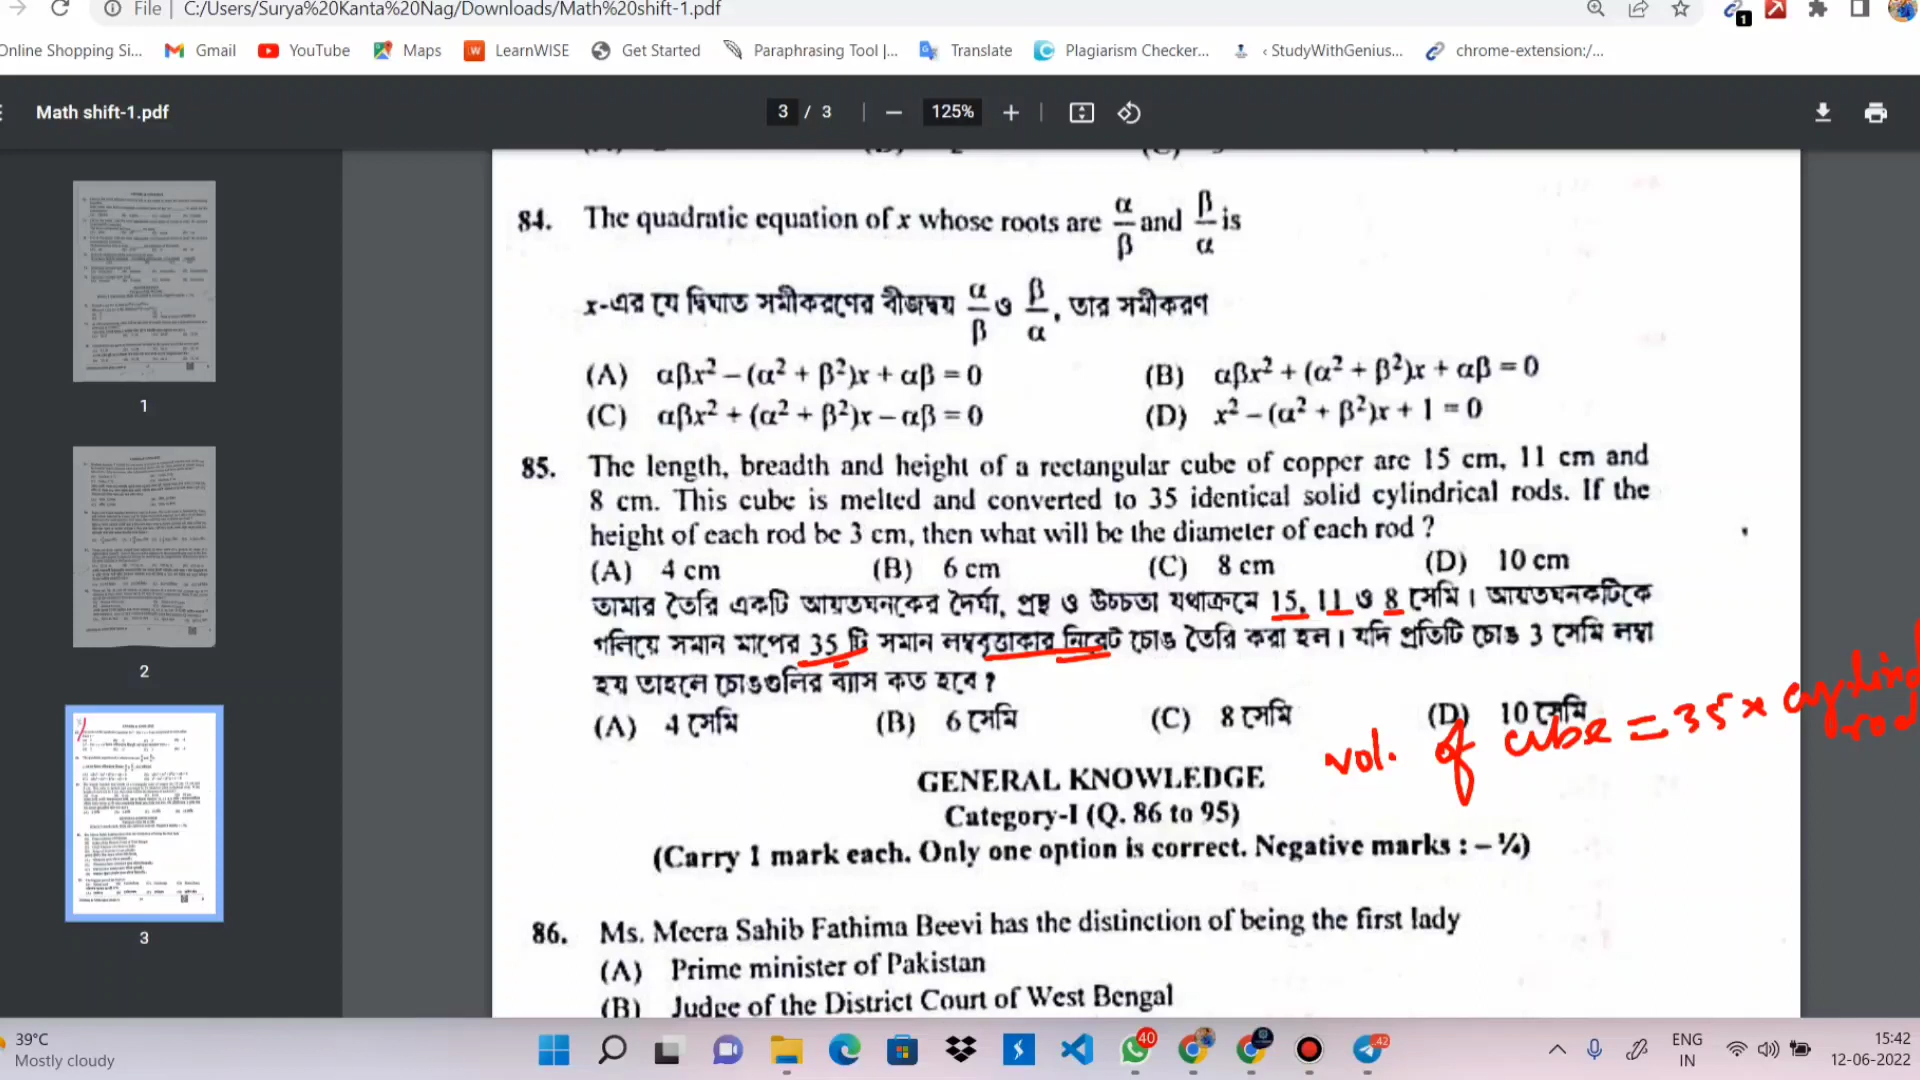 File | C:/Users/Surya%20Kanta%20Nag/Downloads/Math%20shift-1.pdf
1
Online Shopping Si... Gmail YouTube Maps LearnWISE Get Started Paraphrasing Tool |... Translate Plagiarism Checker... ‹ StudyWithGenius... chrome-extension:/...
Math shift-1.pdf 3 / 3 125%
84. The quadratic equation of x whose roots are α/β and β/α is
x-এর যে দ্বিঘাত সমীকরণের বীজদ্বয় α/β ও β/α, তার সমীকরণ
(A) αβx² – (α² + β²)x + αβ = 0 (B) αβx² + (α² + β²)x + αβ = 0
(C) αβx² + (α² + β²)x – αβ = 0 (D) x² – (α² + β²)x + 1 = 0
85. The length, breadth and height of a rectangular cube of copper are 15 cm, 11 cm and
8 cm. This cube is melted and converted to 35 identical solid cylindrical rods. If the
height of each rod be 3 cm, then what will be the diameter of each rod ?
(A) 4 cm (B) 6 cm (C) 8 cm (D) 10 cm
তামার তৈরি একটি আয়তঘনকের দৈর্ঘ্য, প্রস্থ ও উচ্চতা যথাক্রমে 15, 11 ও 8 সেমি। আয়তঘনকটিকে
গলিয়ে সমান মাপের 35 টি সমান লম্ববৃত্তাকার নিরেট চোঙ তৈরি করা হল। যদি প্রতিটি চোঙ 3 সেমি লম্বা
হয় তাহলে চোঙগুলির ব্যাস কত হবে ?
(A) 4 সেমি (B) 6 সেমি (C) 8 সেমি (D) 10 সেমি
vol. of cube = 35 x cylind
rod
GENERAL KNOWLEDGE
Category-I (Q. 86 to 95)
(Carry 1 mark each. Only one option is correct. Negative marks : – ¼)
86. Ms. Meera Sahib Fathima Beevi has the distinction of being the first lady
(A) Prime minister of Pakistan
(B) Judge of the District Court of West Bengal
1
2
3
39°C
Mostly cloudy
40
42
ENG
IN
15:42
12-06-2022